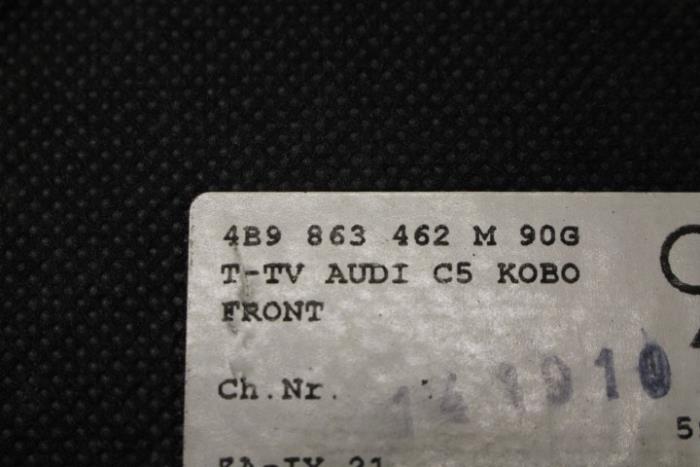 4B9 863 462 M 90G
T-TV AUDI C5 KOBO
FRONT
Ch.Nr.